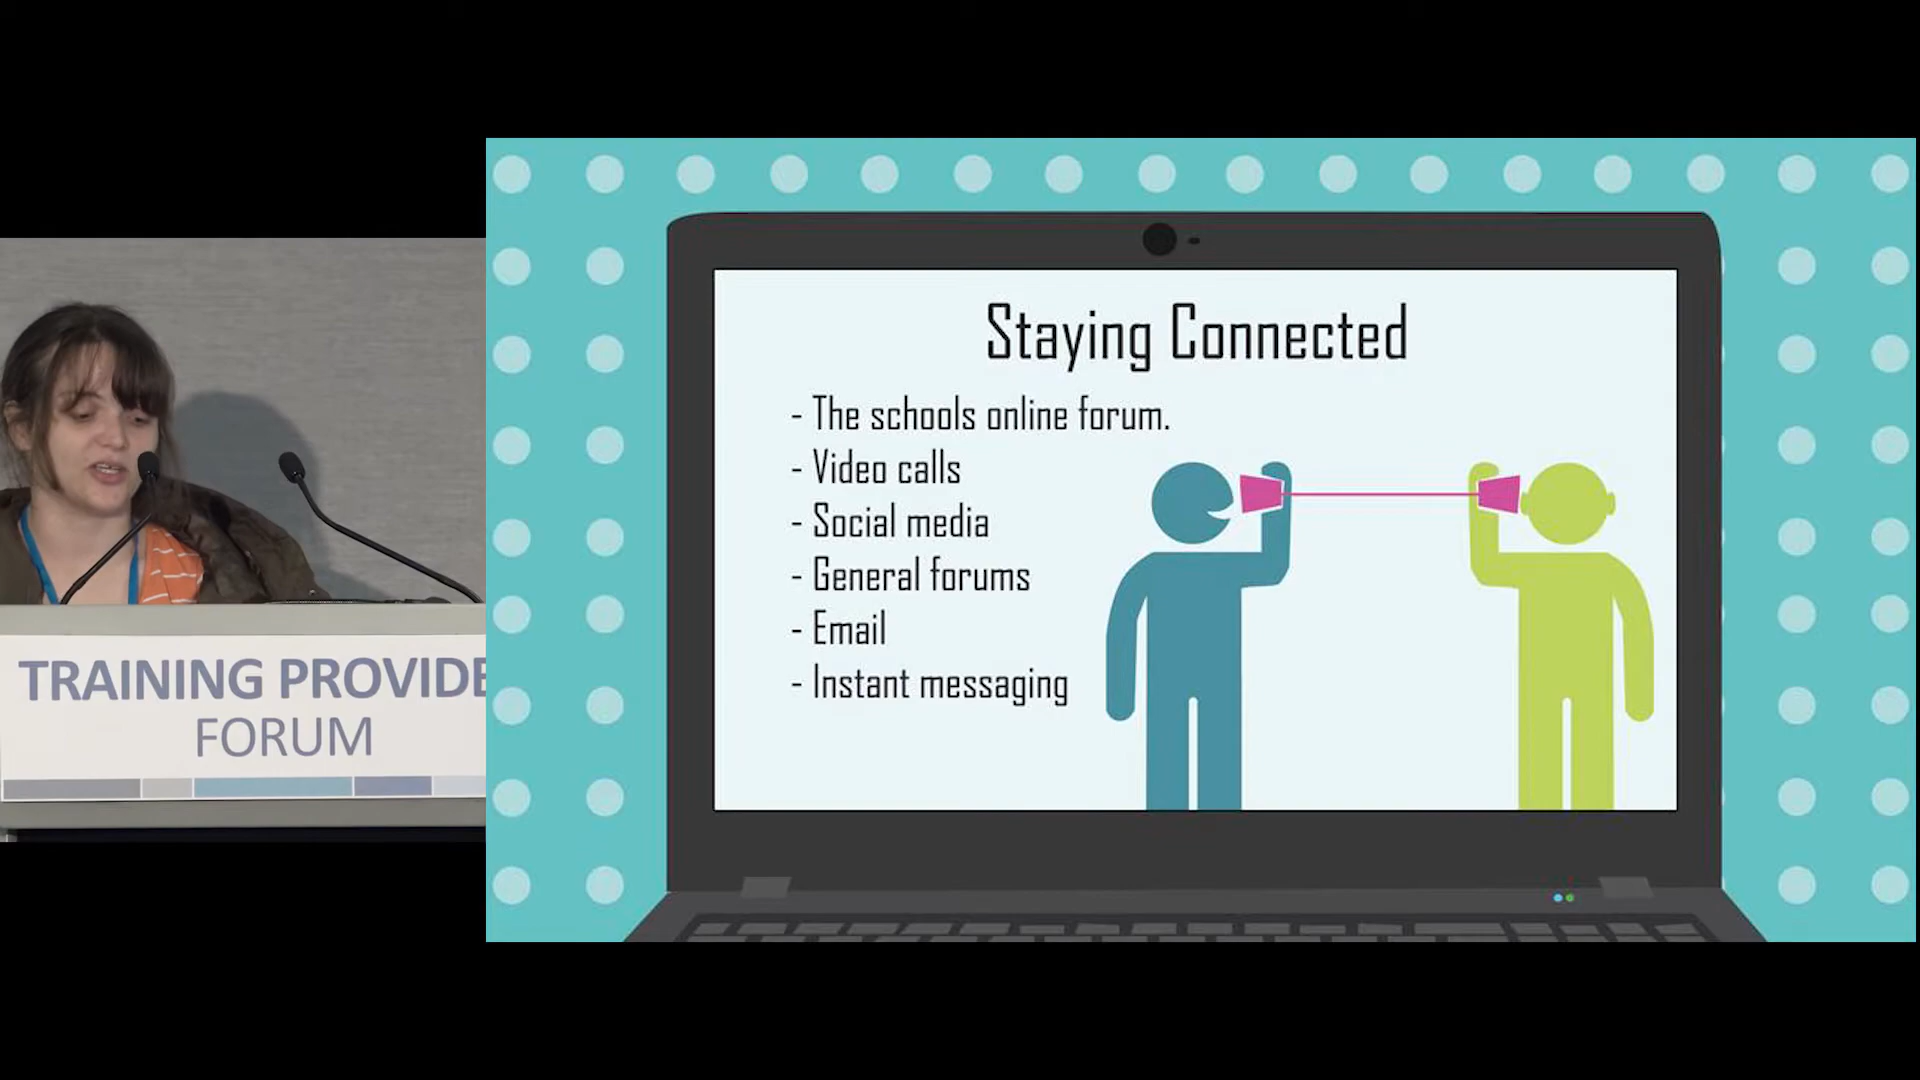 TRAINING PROVIDE
FORUM
Staying Connected
- The schools online forum.
- Video calls
- Social media
- General forums
- Email
- Instant messaging